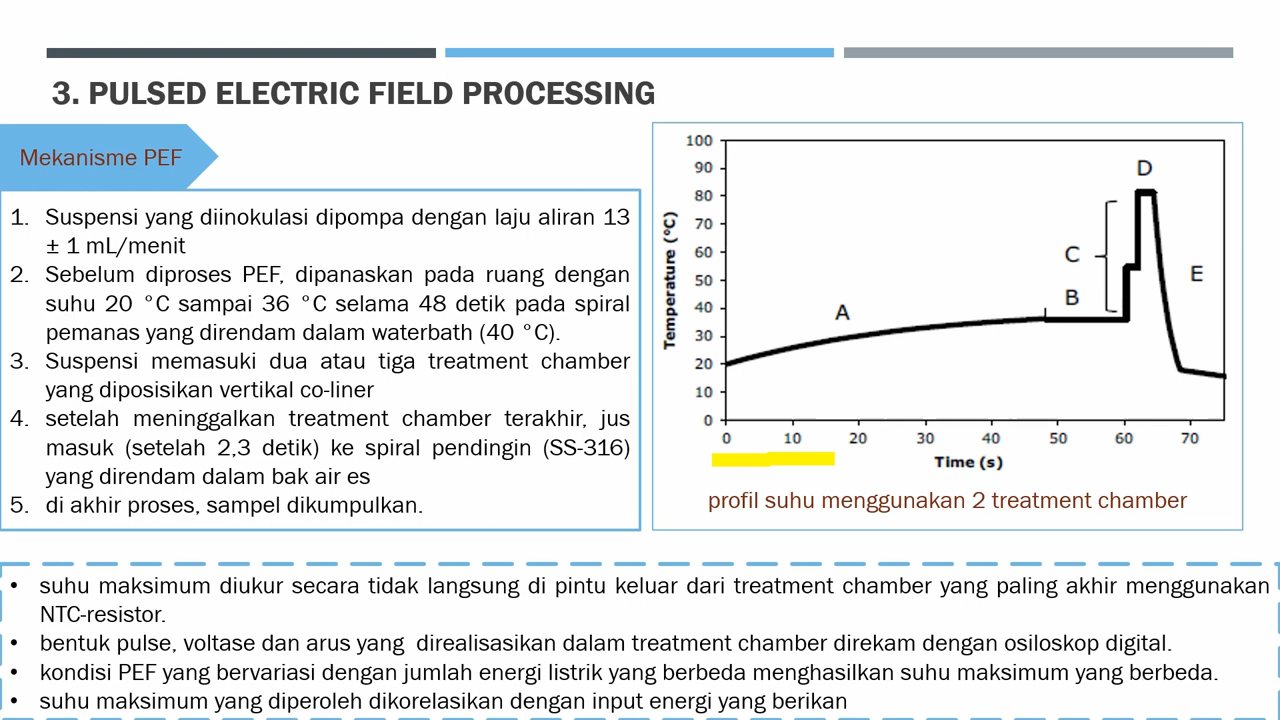 3. PULSED ELECTRIC FIELD PROCESSING
Mekanisme PEF
1. Suspensi yang diinokulasi dipompa dengan laju aliran 13
± 1 mL/menit
2. Sebelum diproses PEF, dipanaskan pada ruang dengan
suhu 20 °C sampai 36 °C selama 48 detik pada spiral
pemanas yang direndam dalam waterbath (40 °C).
3. Suspensi memasuki dua atau tiga treatment chamber
yang diposisikan vertikal co-liner
4. setelah meninggalkan treatment chamber terakhir, jus
masuk (setelah 2,3 detik) ke spiral pendingin (SS-316)
yang direndam dalam bak air es
5. di akhir proses, sampel dikumpulkan.
100
90
80
70
60
50
40
30
20
10
0
Temperature (°C)
A
B
C
D
E
0 10 20 30 40 50 60 70
Time (s)
profil suhu menggunakan 2 treatment chamber
• suhu maksimum diukur secara tidak langsung di pintu keluar dari treatment chamber yang paling akhir menggunakan
NTC-resistor.
• bentuk pulse, voltase dan arus yang direalisasikan dalam treatment chamber direkam dengan osiloskop digital.
• kondisi PEF yang bervariasi dengan jumlah energi listrik yang berbeda menghasilkan suhu maksimum yang berbeda.
• suhu maksimum yang diperoleh dikorelasikan dengan input energi yang berikan